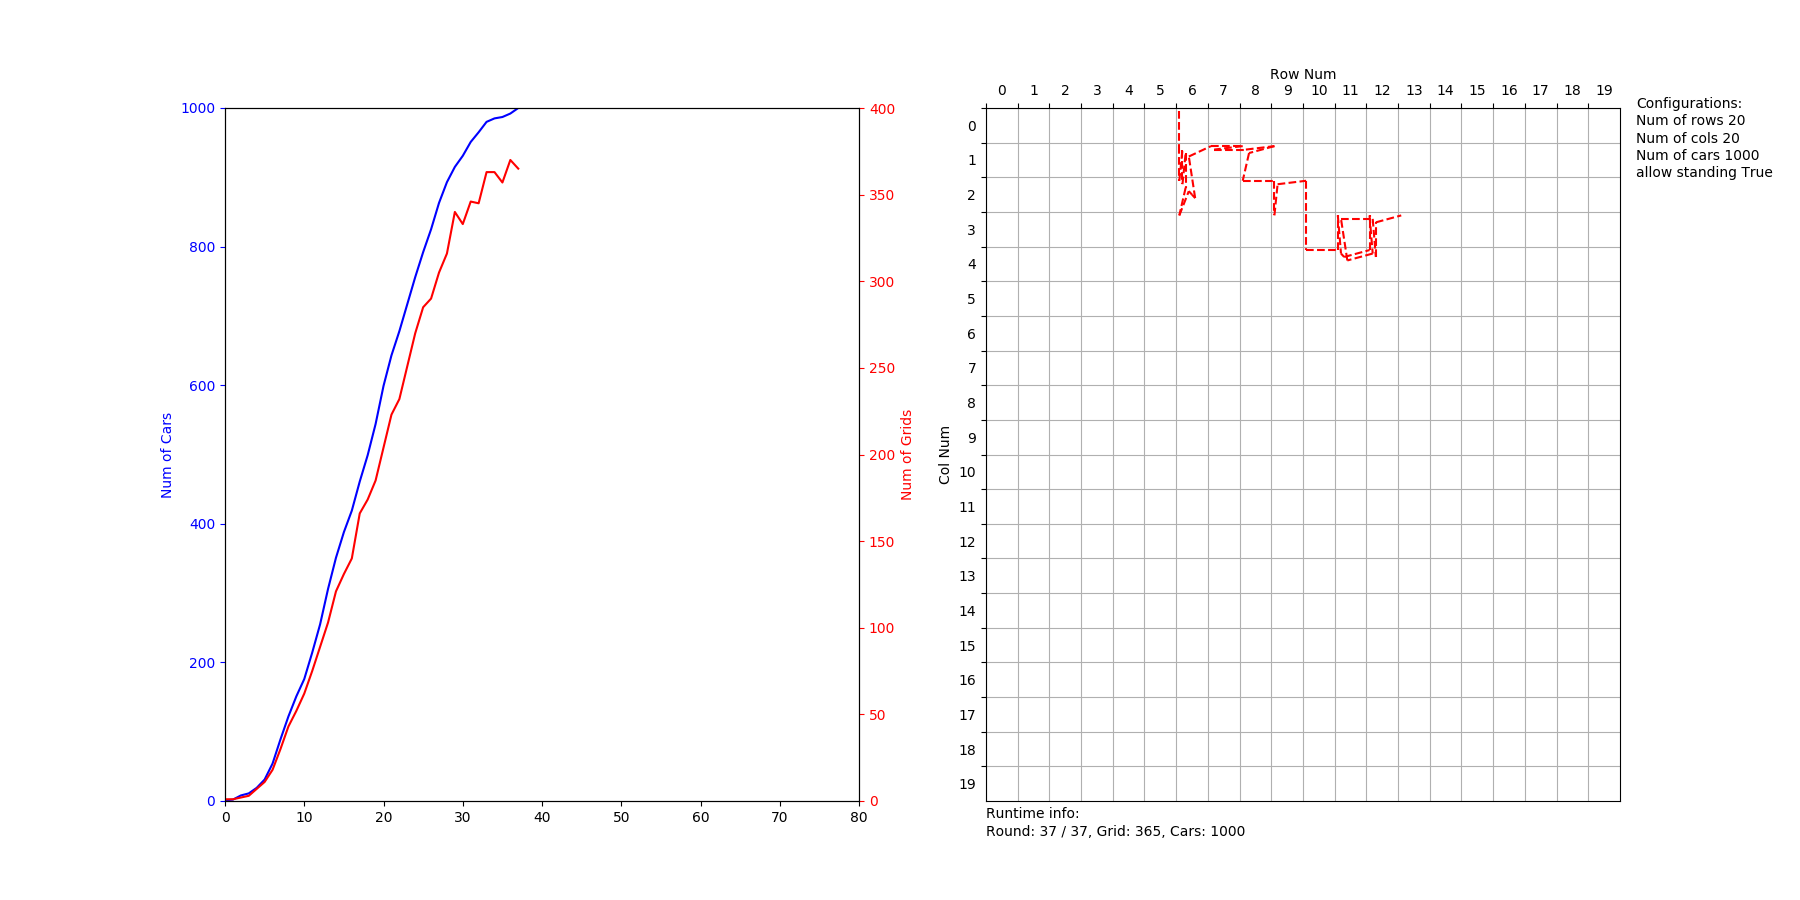 Row Num
0 1 2 3 4 5 6 7 8 9 10 11 12 13 14 15 16 17 18 19
Configurations:
Num of rows 20
Num of cols 20
Num of cars 1000
allow standing True
1000
800
600
400
200
0
Num of Cars
0 10 20 30 40 50 60 70 80
400
350
300
250
200
150
100
50
0
Num of Grids
Col Num
0
1
2
3
4
5
6
7
8
9
10
11
12
13
14
15
16
17
18
19
Runtime info:
Round: 37 / 37, Grid: 365, Cars: 1000